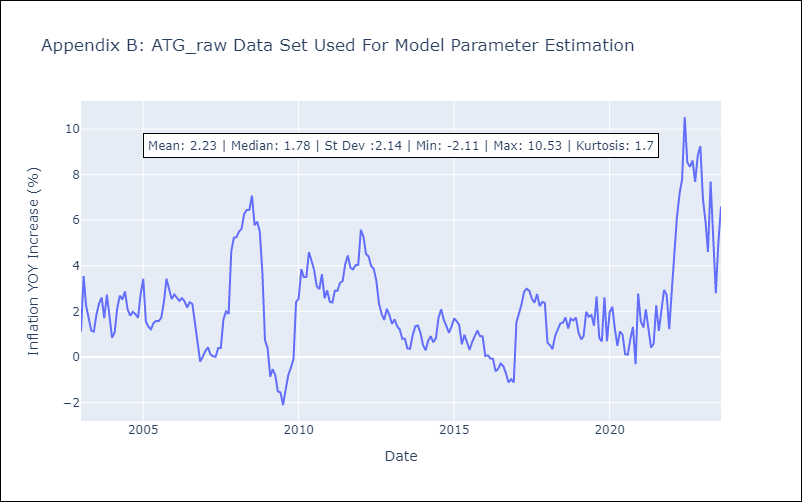 Appendix B: ATG_raw Data Set Used For Model Parameter Estimation
Mean: 2.23 | Median: 1.78 | St Dev :2.14 | Min: -2.11 | Max: 10.53 | Kurtosis: 1.7
Inflation YOY Increase (%)
10
8
6
4
2
0
−2
2005
2010
2015
2020
Date